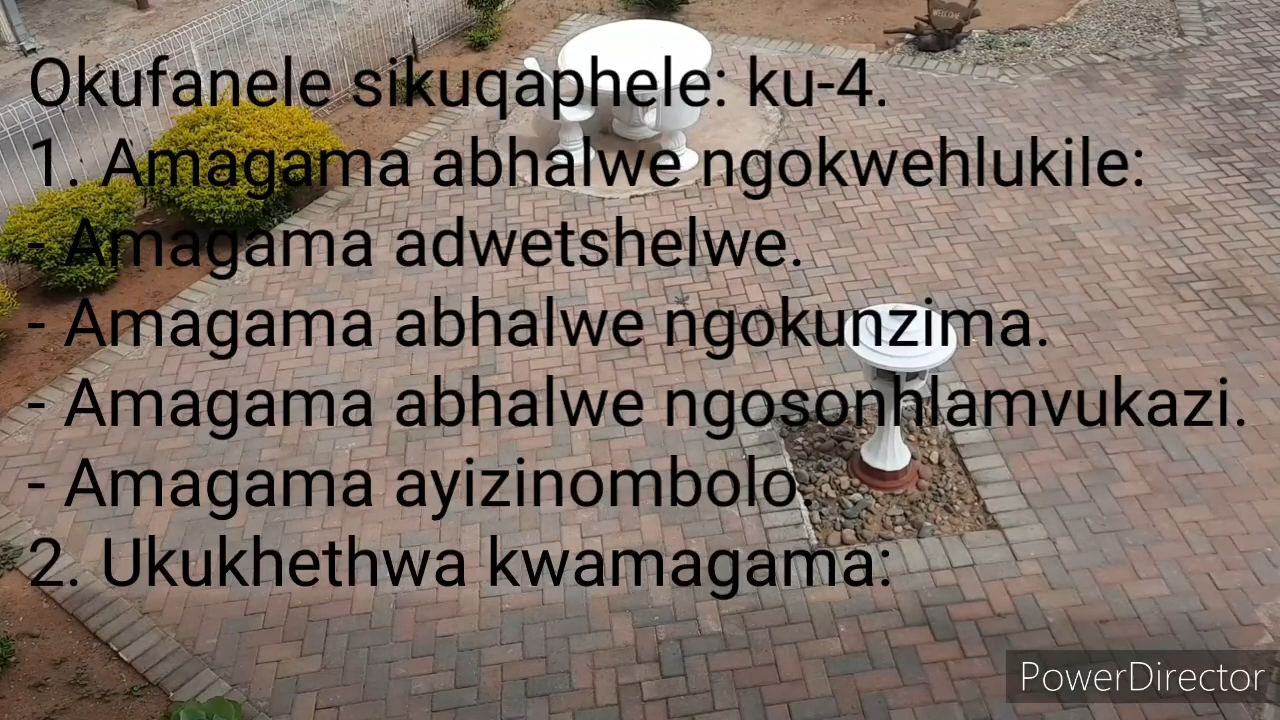 WELCOME
Okufanele sikuqaphele: ku-4.
1. Amagama abhalwe ngokwehlukile:
- Amagama adwetshelwe.
- Amagama abhalwe ngokunzima.
- Amagama abhalwe ngosonhlamvukazi.
- Amagama ayizinombolo.
2. Ukukhethwa kwamagama:
PowerDirector